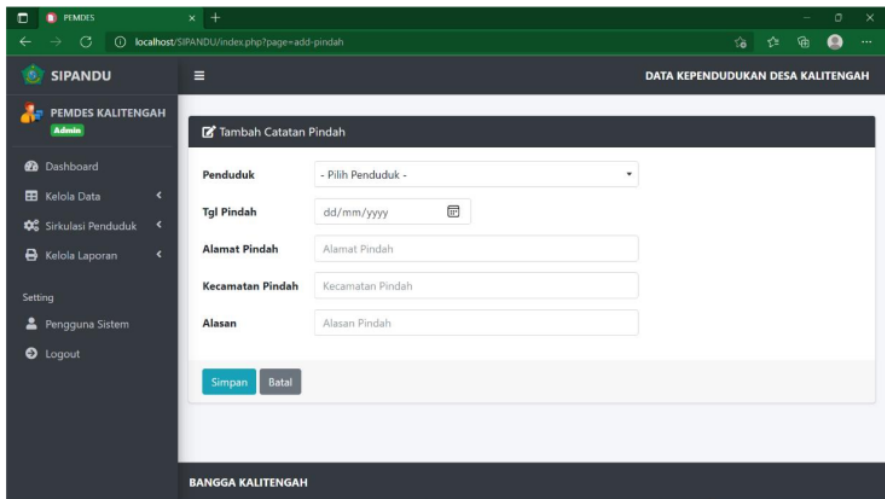 PEMDES
localhost/SIPANDU/index.php?page=add-pindah
SIPANDU
DATA KEPENDUDUKAN DESA KALITENGAH
PEMDES KALITENGAH
Admin
Dashboard
Kelola Data
Sirkulasi Penduduk
Kelola Laporan
Setting
Pengguna Sistem
Logout
Tambah Catatan Pindah
Penduduk
- Pilih Penduduk -
Tgl Pindah
dd/mm/yyyy
Alamat Pindah
Alamat Pindah
Kecamatan Pindah
Kecamatan Pindah
Alasan
Alasan Pindah
Simpan
Batal
BANGGA KALITENGAH